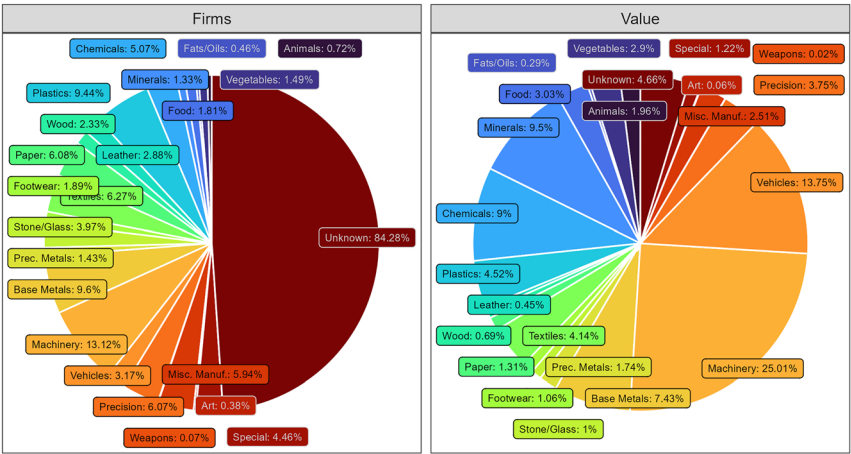 Firms
Chemicals: 5.07%
Fats/Oils: 0.46%
Animals: 0.72%
Minerals: 1.33%
Vegetables: 1.49%
Plastics: 9.44%
Food: 1.81%
Wood: 2.33%
Paper: 6.08%
Leather: 2.88%
Footwear: 1.89%
Textiles: 6.27%
Stone/Glass: 3.97%
Unknown: 84.28%
Prec. Metals: 1.43%
Base Metals: 9.6%
Machinery: 13.12%
Vehicles: 3.17%
Misc. Manuf.: 5.94%
Precision: 6.07%
Art: 0.38%
Weapons: 0.07%
Special: 4.46%
Value
Vegetables: 2.9%
Special: 1.22%
Weapons: 0.02%
Fats/Oils: 0.29%
Unknown: 4.66%
Art: 0.06%
Precision: 3.75%
Food: 3.03%
Animals: 1.96%
Misc. Manuf.: 2.51%
Minerals: 9.5%
Vehicles: 13.75%
Chemicals: 9%
Plastics: 4.52%
Leather: 0.45%
Wood: 0.69%
Textiles: 4.14%
Paper: 1.31%
Prec. Metals: 1.74%
Machinery: 25.01%
Footwear: 1.06%
Base Metals: 7.43%
Stone/Glass: 1%